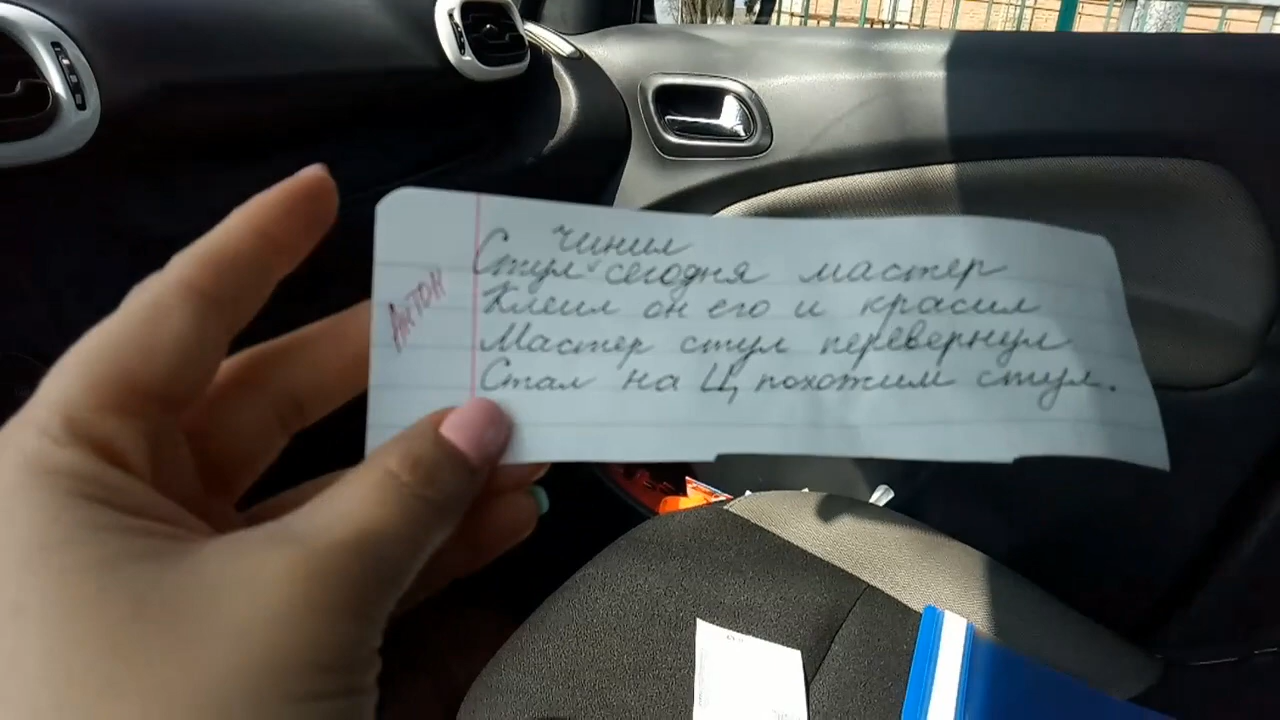 Антон
чинил
Стул сегодня мастер
Клеил он его и красил
Мастер стул перевернул
Стал на Ц похожим стул.